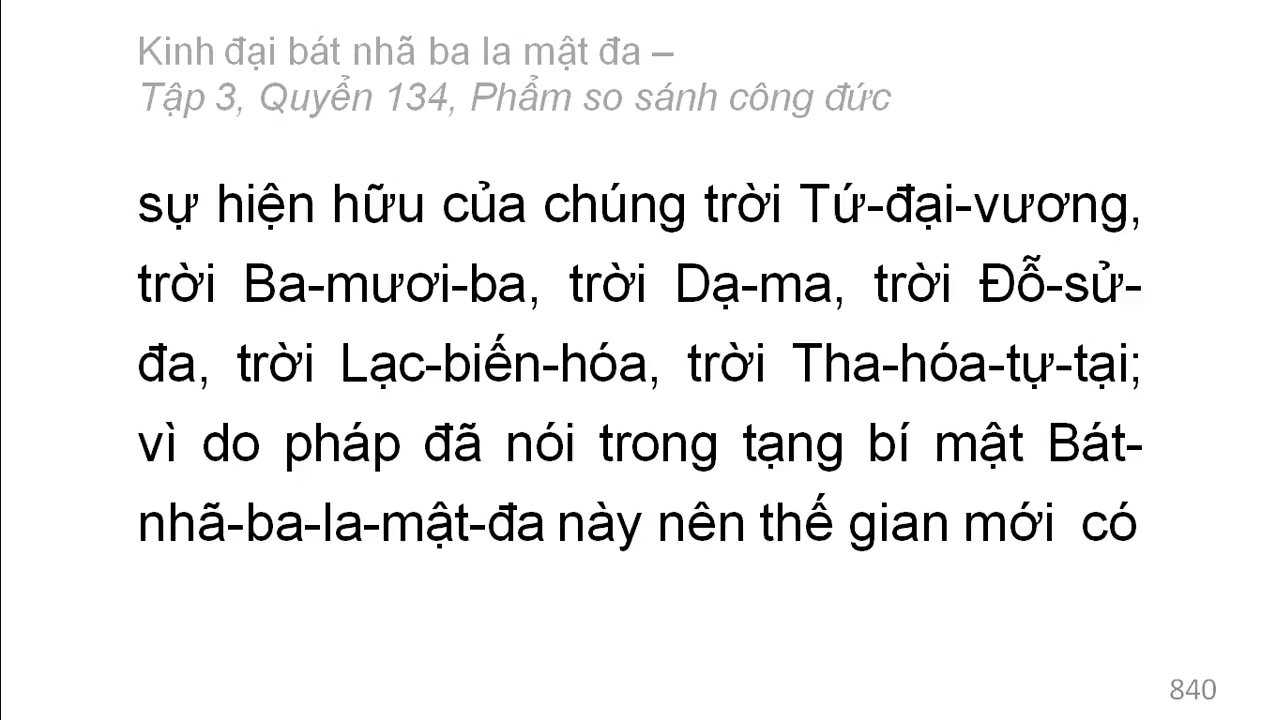 Kinh đại bát nhã ba la mật đa –
Tập 3, Quyển 134, Phẩm so sánh công đức
sự hiện hữu của chúng trời Tứ-đại-vương,
trời Ba-mươi-ba, trời Dạ-ma, trời Đỗ-sử-
đa, trời Lạc-biến-hóa, trời Tha-hóa-tự-tại;
vì do pháp đã nói trong tạng bí mật Bát-
nhã-ba-la-mật-đa này nên thế gian mới có
840